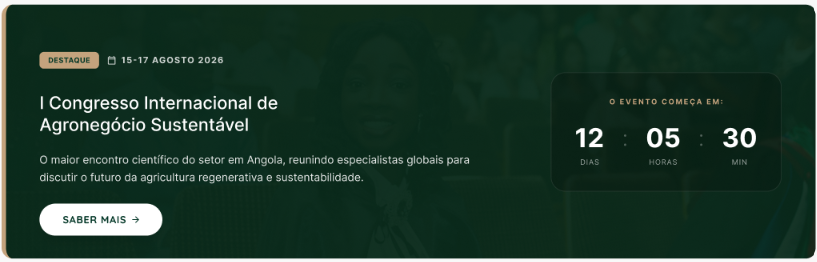 DESTAQUE 15-17 AGOSTO 2026
I Congresso Internacional de
Agronegócio Sustentável
O maior encontro científico do setor em Angola, reunindo especialistas globais para
discutir o futuro da agricultura regenerativa e sustentabilidade.
SABER MAIS →
O EVENTO COMEÇA EM:
12 : 05 : 30
DIAS HORAS MIN